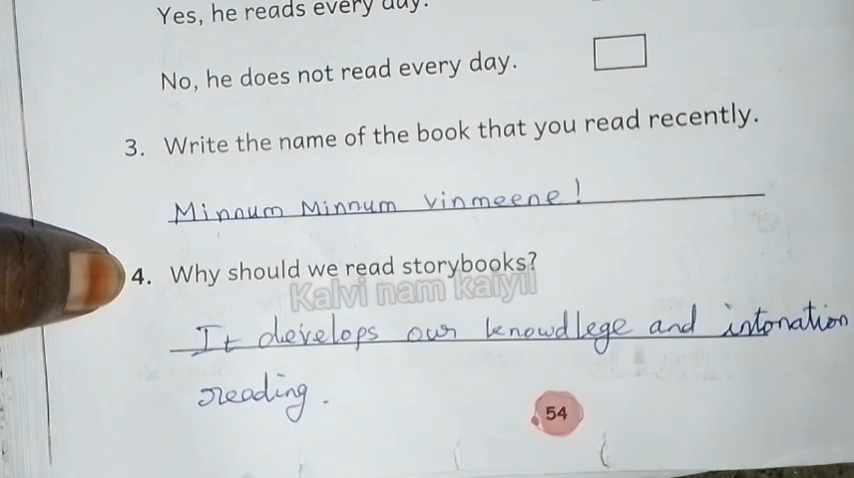 Yes, he reads every day.
No, he does not read every day.
3. Write the name of the book that you read recently.
Minnum Minnum vinmeene!
4. Why should we read storybooks?
Kalvi nam kaiyil
It develops our knowdlege and intonation
reading.
54